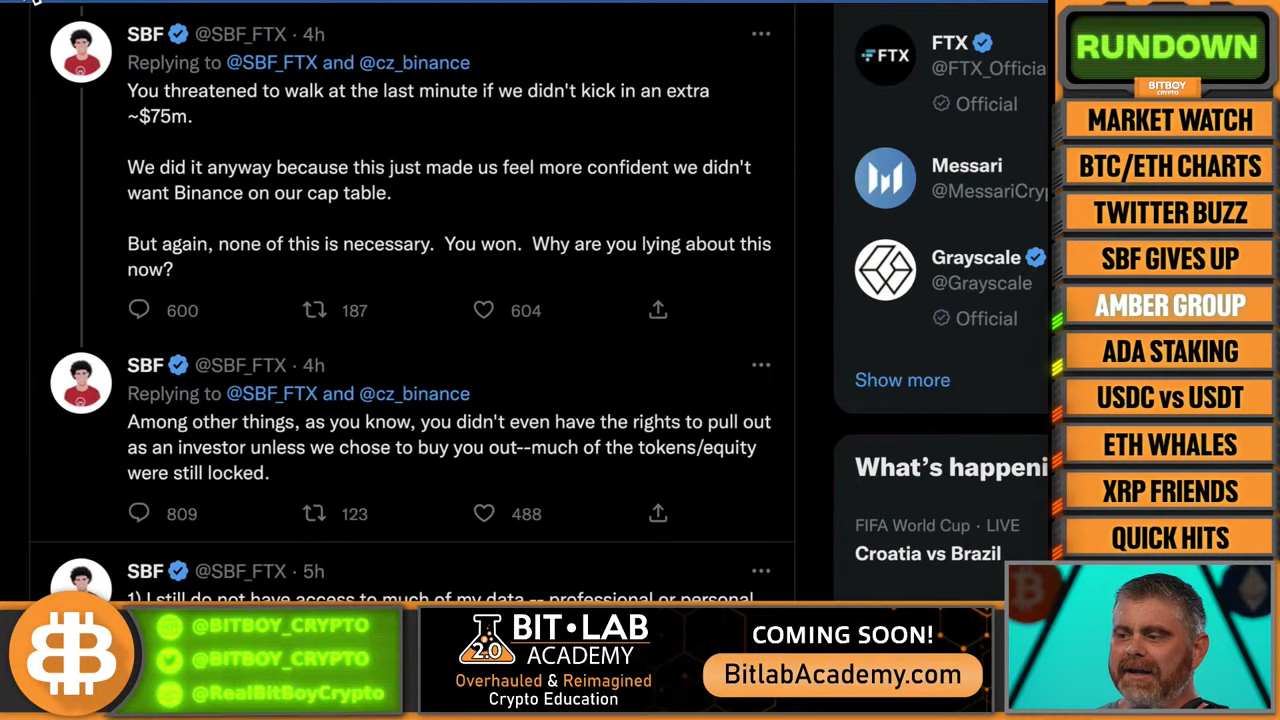 SBF @SBF_FTX · 4h
Replying to @SBF_FTX and @cz_binance
You threatened to walk at the last minute if we didn't kick in an extra
~$75m.
We did it anyway because this just made us feel more confident we didn't
want Binance on our cap table.
But again, none of this is necessary. You won. Why are you lying about this
now?
600 187 604
SBF @SBF_FTX · 4h
Replying to @SBF_FTX and @cz_binance
Among other things, as you know, you didn't even have the rights to pull out
as an investor unless we chose to buy you out--much of the tokens/equity
were still locked.
809 123 488
SBF @SBF_FTX · 5h
1) I still do not have access to much of my data -- professional or personal
FTX
FTX
@FTX_Officia
Official
Messari
@MessariCryp
Grayscale
@Grayscale
Official
Show more
What's happeni
FIFA World Cup · LIVE
Croatia vs Brazil
RUNDOWN
BITBOY
CRYPTO
MARKET WATCH
BTC/ETH CHARTS
TWITTER BUZZ
SBF GIVES UP
AMBER GROUP
ADA STAKING
USDC vs USDT
ETH WHALES
XRP FRIENDS
QUICK HITS
@BITBOY_CRYPTO
@BITBOY_CRYPTO
@RealBitBoyCrypto
2.0
BIT•LAB
ACADEMY
Overhauled & Reimagined
Crypto Education
COMING SOON!
BitlabAcademy.com